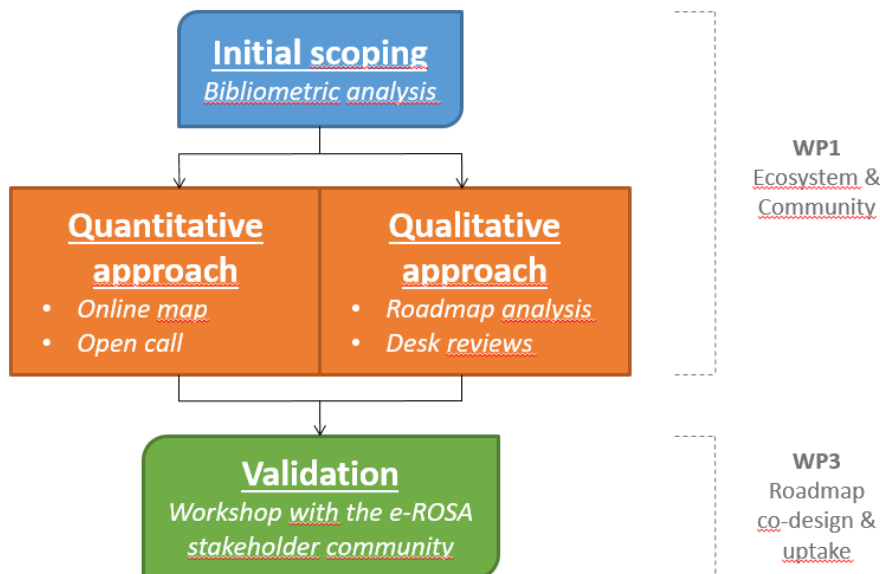 Initial scoping
Bibliometric analysis
WP1
Ecosystem &
Community
Quantitative
approach
• Online map
• Open call
Qualitative
approach
• Roadmap analysis
• Desk reviews
Validation
Workshop with the e-ROSA
stakeholder community
WP3
Roadmap
co-design &
uptake